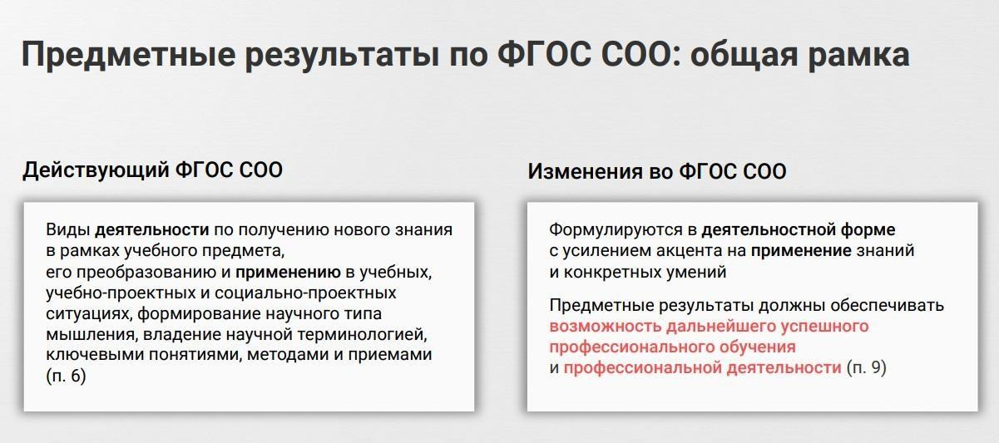 Предметные результаты по ФГОС СОО: общая рамка
Действующий ФГОС СОО
Виды деятельности по получению нового знания
в рамках учебного предмета,
его преобразованию и применению в учебных,
учебно-проектных и социально-проектных
ситуациях, формирование научного типа
мышления, владение научной терминологией,
ключевыми понятиями, методами и приемами
(п. 6)
Изменения во ФГОС СОО
Формулируются в деятельностной форме
с усилением акцента на применение знаний
и конкретных умений
Предметные результаты должны обеспечивать
возможность дальнейшего успешного
профессионального обучения
и профессиональной деятельности (п. 9)